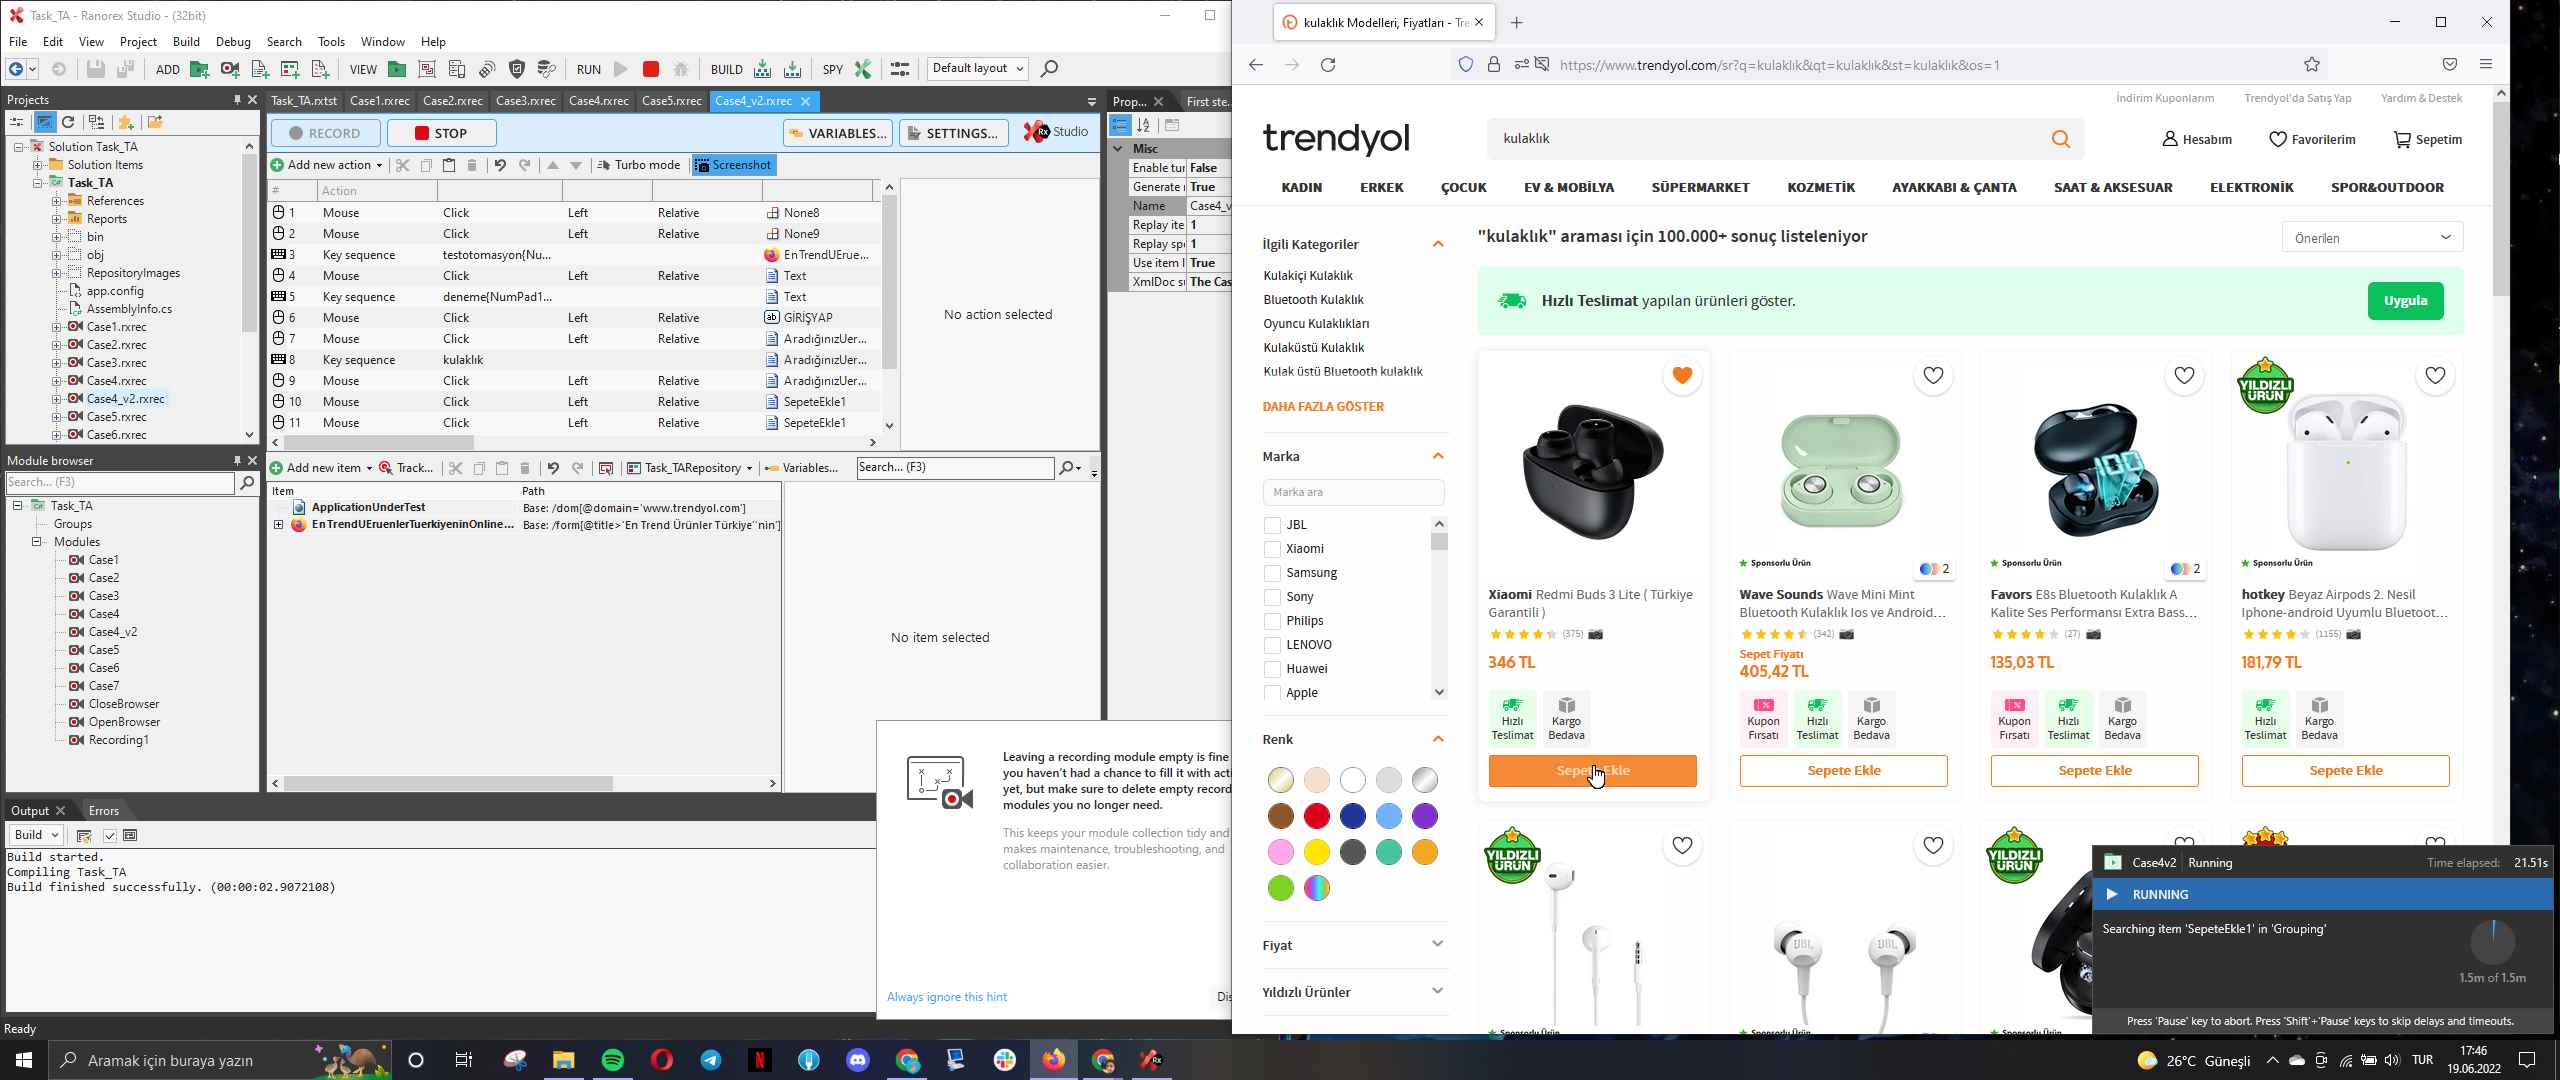 Task_TA - Ranorex Studio - (32bit)
File Edit View Project Build Debug Search Tools Window Help
ADD VIEW RUN BUILD SPY Default layout
Projects
Solution Task_TA
Solution Items
Task_TA
References
Reports
bin
obj
RepositoryImages
app.config
AssemblyInfo.cs
Case1.rxrec
Case2.rxrec
Case3.rxrec
Case4.rxrec
Case4_v2.rxrec
Case5.rxrec
Case6.rxrec
Module browser
Search... (F3)
Task_TA
Groups
Modules
Case1
Case2
Case3
Case4
Case4_v2
Case5
Case6
Case7
CloseBrowser
OpenBrowser
Recording1
Task_TA.rxtst Case1.rxrec Case2.rxrec Case3.rxrec Case4.rxrec Case5.rxrec Case4_v2.rxrec
RECORD STOP VARIABLES... SETTINGS... Rx Studio
Add new action Turbo mode Screenshot
# Action
1 Mouse Click Left Relative None8
2 Mouse Click Left Relative None9
3 Key sequence testotomasyon{Nu... EnTrendUErue...
4 Mouse Click Left Relative Text
5 Key sequence deneme{NumPad1... Text
6 Mouse Click Left Relative GİRİŞYAP
7 Mouse Click Left Relative AradığınızUer...
8 Key sequence kulaklık AradığınızUer...
9 Mouse Click Left Relative AradığınızUer...
10 Mouse Click Left Relative SepeteEkle1
11 Mouse Click Left Relative SepeteEkle1
No action selected
Add new item Track... Task_TARepository Variables... Search... (F3)
Item Path
ApplicationUnderTest Base: /dom[@domain='www.trendyol.com']
EnTrendUEruenlerTuerkiyeninOnline... Base: /form[@title>'En Trend Ürünler Türkiye''nin']
No item selected
Prop... First ste...
Misc
Enable tur False
Generate r True
Name Case4_v
Replay ite 1
Replay spe 1
Use item l True
XmlDoc su The Cas
Leaving a recording module empty is fine
you haven't had a chance to fill it with acti
yet, but make sure to delete empty record
modules you no longer need.
This keeps your module collection tidy and
makes maintenance, troubleshooting, and
collaboration easier.
Always ignore this hint Dis
Output Errors
Build
Build started.
Compiling Task_TA
Build finished successfully. (00:00:02.9072108)
Ready
kulaklık Modelleri, Fiyatları - Tre
https://www.trendyol.com/sr?q=kulaklık&qt=kulaklık&st=kulaklık&os=1
İndirim Kuponlarım Trendyol'da Satış Yap Yardım & Destek
trendyol kulaklık Hesabım Favorilerim Sepetim
KADIN ERKEK ÇOCUK EV & MOBİLYA SÜPERMARKET KOZMETİK AYAKKABI & ÇANTA SAAT & AKSESUAR ELEKTRONİK SPOR&OUTDOOR
İlgili Kategoriler
Kulakiçi Kulaklık
Bluetooth Kulaklık
Oyuncu Kulaklıkları
Kulaküstü Kulaklık
Kulak üstü Bluetooth kulaklık
DAHA FAZLA GÖSTER
Marka
Marka ara
JBL
Xiaomi
Samsung
Sony
Philips
LENOVO
Huawei
Apple
Renk
Fiyat
Yıldızlı Ürünler
"kulaklık" araması için 100.000+ sonuç listeleniyor
Önerilen
Hızlı Teslimat yapılan ürünleri göster.
Uygula
Xiaomi Redmi Buds 3 Lite ( Türkiye
Garantili )
(375)
346 TL
Hızlı
Teslimat
Kargo
Bedava
Sepete Ekle
Sponsorlu Ürün
2
Wave Sounds Wave Mini Mint
Bluetooth Kulaklık Ios ve Android...
(342)
Sepet Fiyatı
405,42 TL
Kupon
Fırsatı
Hızlı
Teslimat
Kargo
Bedava
Sepete Ekle
Sponsorlu Ürün
2
Favors E8s Bluetooth Kulaklık A
Kalite Ses Performansı Extra Bass...
(27)
135,03 TL
Kupon
Fırsatı
Hızlı
Teslimat
Kargo
Bedava
Sepete Ekle
YILDIZLI
ÜRÜN
Sponsorlu Ürün
hotkey Beyaz Airpods 2. Nesil
Iphone-android Uyumlu Bluetoot...
(1155)
181,79 TL
Hızlı
Teslimat
Kargo
Bedava
Sepete Ekle
YILDIZLI
ÜRÜN
YILDIZLI
ÜRÜN
JBL JBL
Sponsorlu Ürün
Sponsorlu Ürün
Case4v2 Running Time elapsed: 21.51s
RUNNING
Searching item 'SepeteEkle1' in 'Grouping'
1.5m of 1.5m
Press 'Pause' key to abort. Press 'Shift'+'Pause' keys to skip delays and timeouts.
Aramak için buraya yazın
26°C Güneşli TUR 17:46
19.06.2022